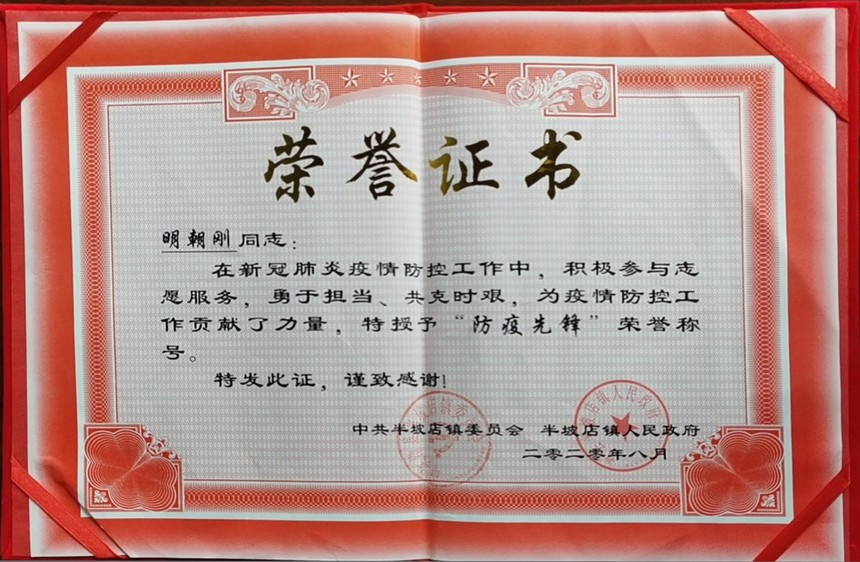 荣誉证书
明朝刚同志：
在新冠肺炎疫情防控工作中，积极参与志
愿服务，勇于担当、共克时艰，为疫情防控工
作贡献了力量，特授予“防疫先锋”荣誉称
号。
特发此证，谨致感谢！
中共半坡店镇委员会 半坡店镇人民政府
二零二零年八月